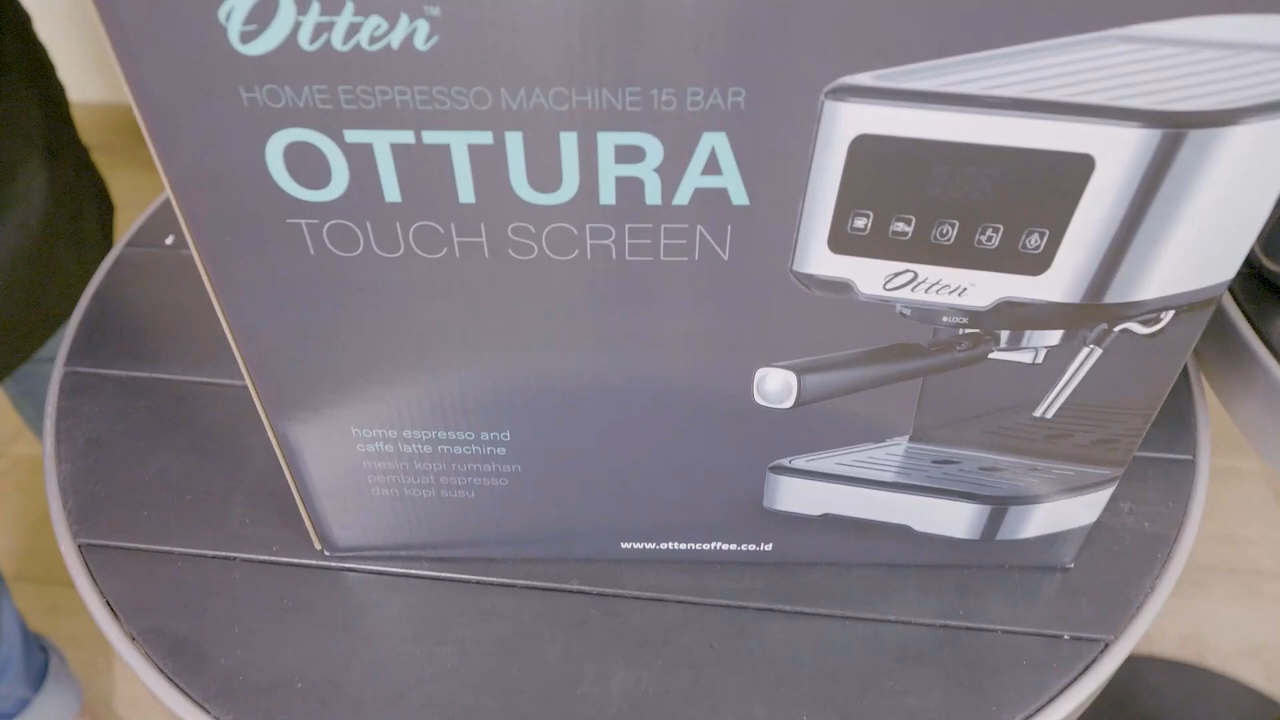 Otten™
HOME ESPRESSO MACHINE 15 BAR
OTTURA
TOUCH SCREEN
Otten
LOCK
home espresso and
caffe latte machine
mesin kopi rumahan
pembuat espresso
dan kopi susu
www.ottencoffee.co.id